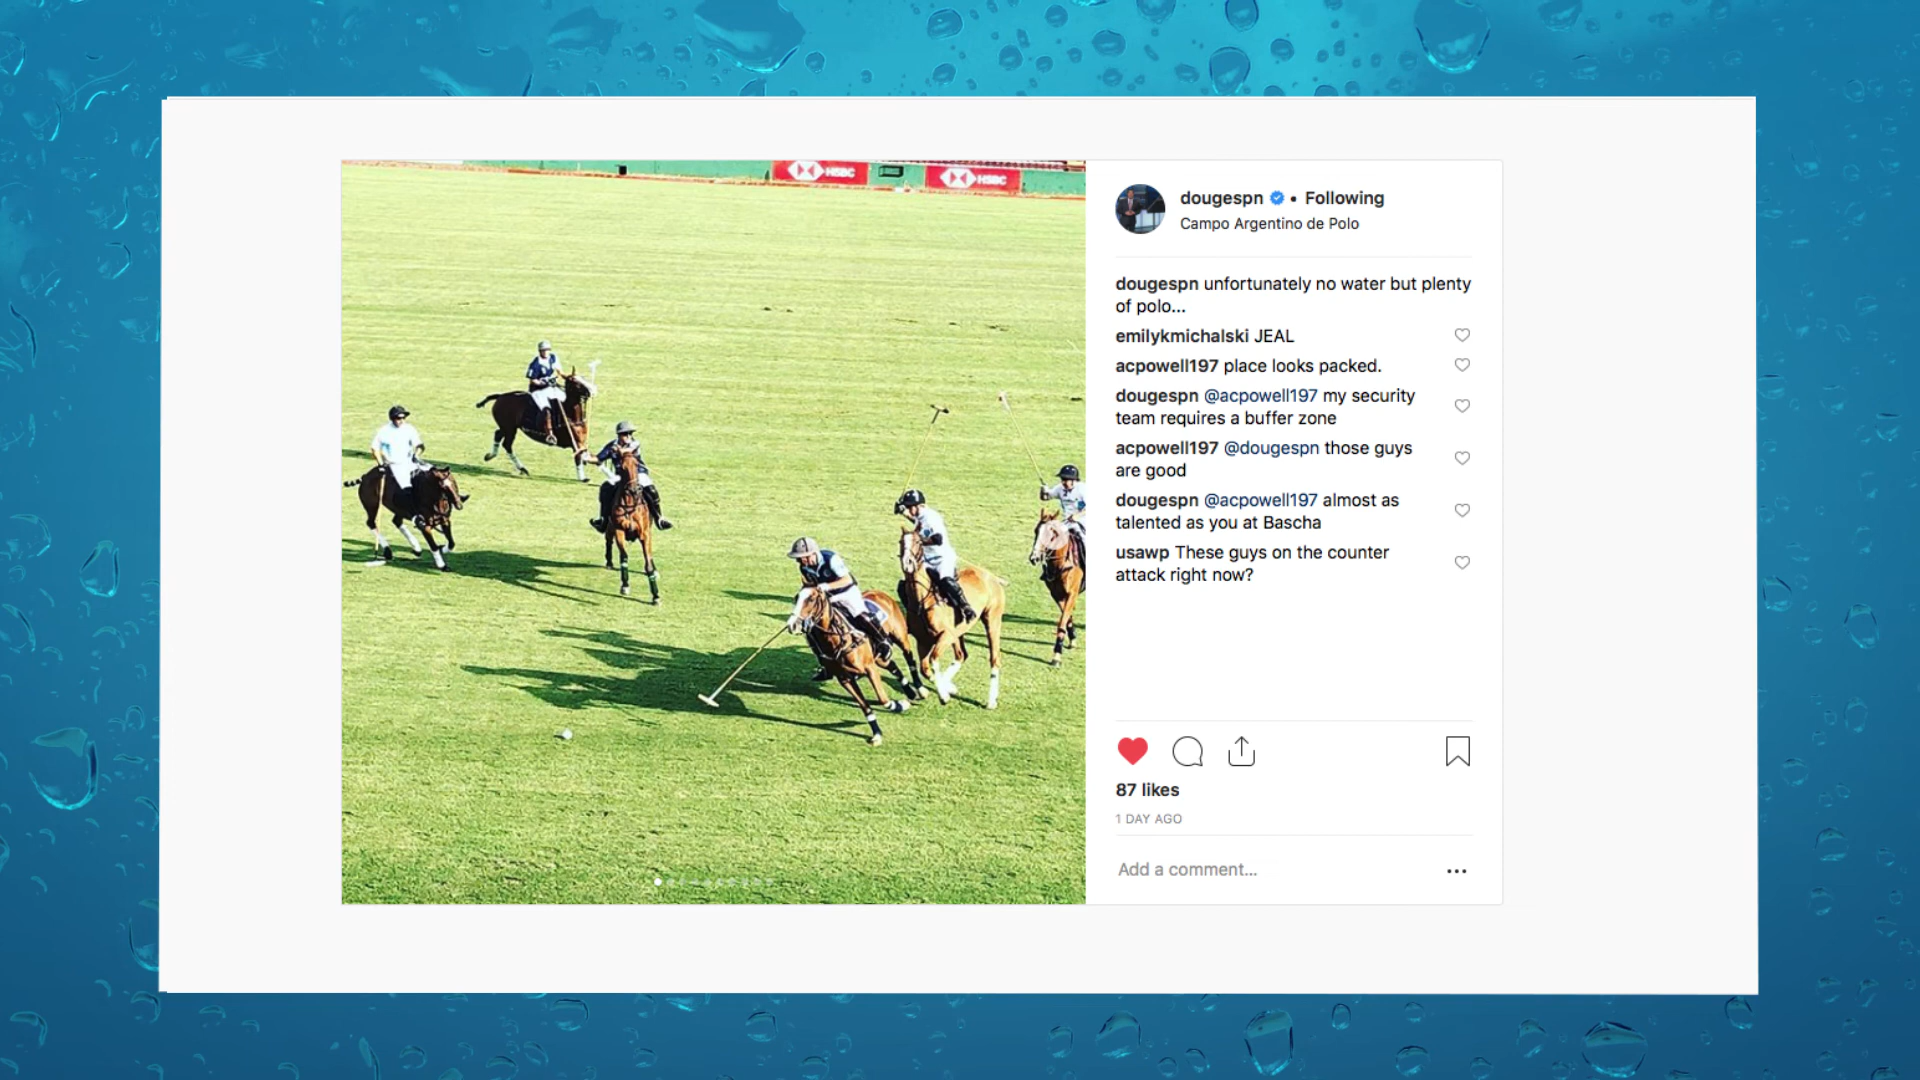 HSBC
HSBC
dougespn • Following
Campo Argentino de Polo
dougespn unfortunately no water but plenty
of polo...
emilykmichalski JEAL
acpowell197 place looks packed.
dougespn @acpowell197 my security
team requires a buffer zone
acpowell197 @dougespn those guys
are good
dougespn @acpowell197 almost as
talented as you at Bascha
usawp These guys on the counter
attack right now?
87 likes
1 DAY AGO
Add a comment...